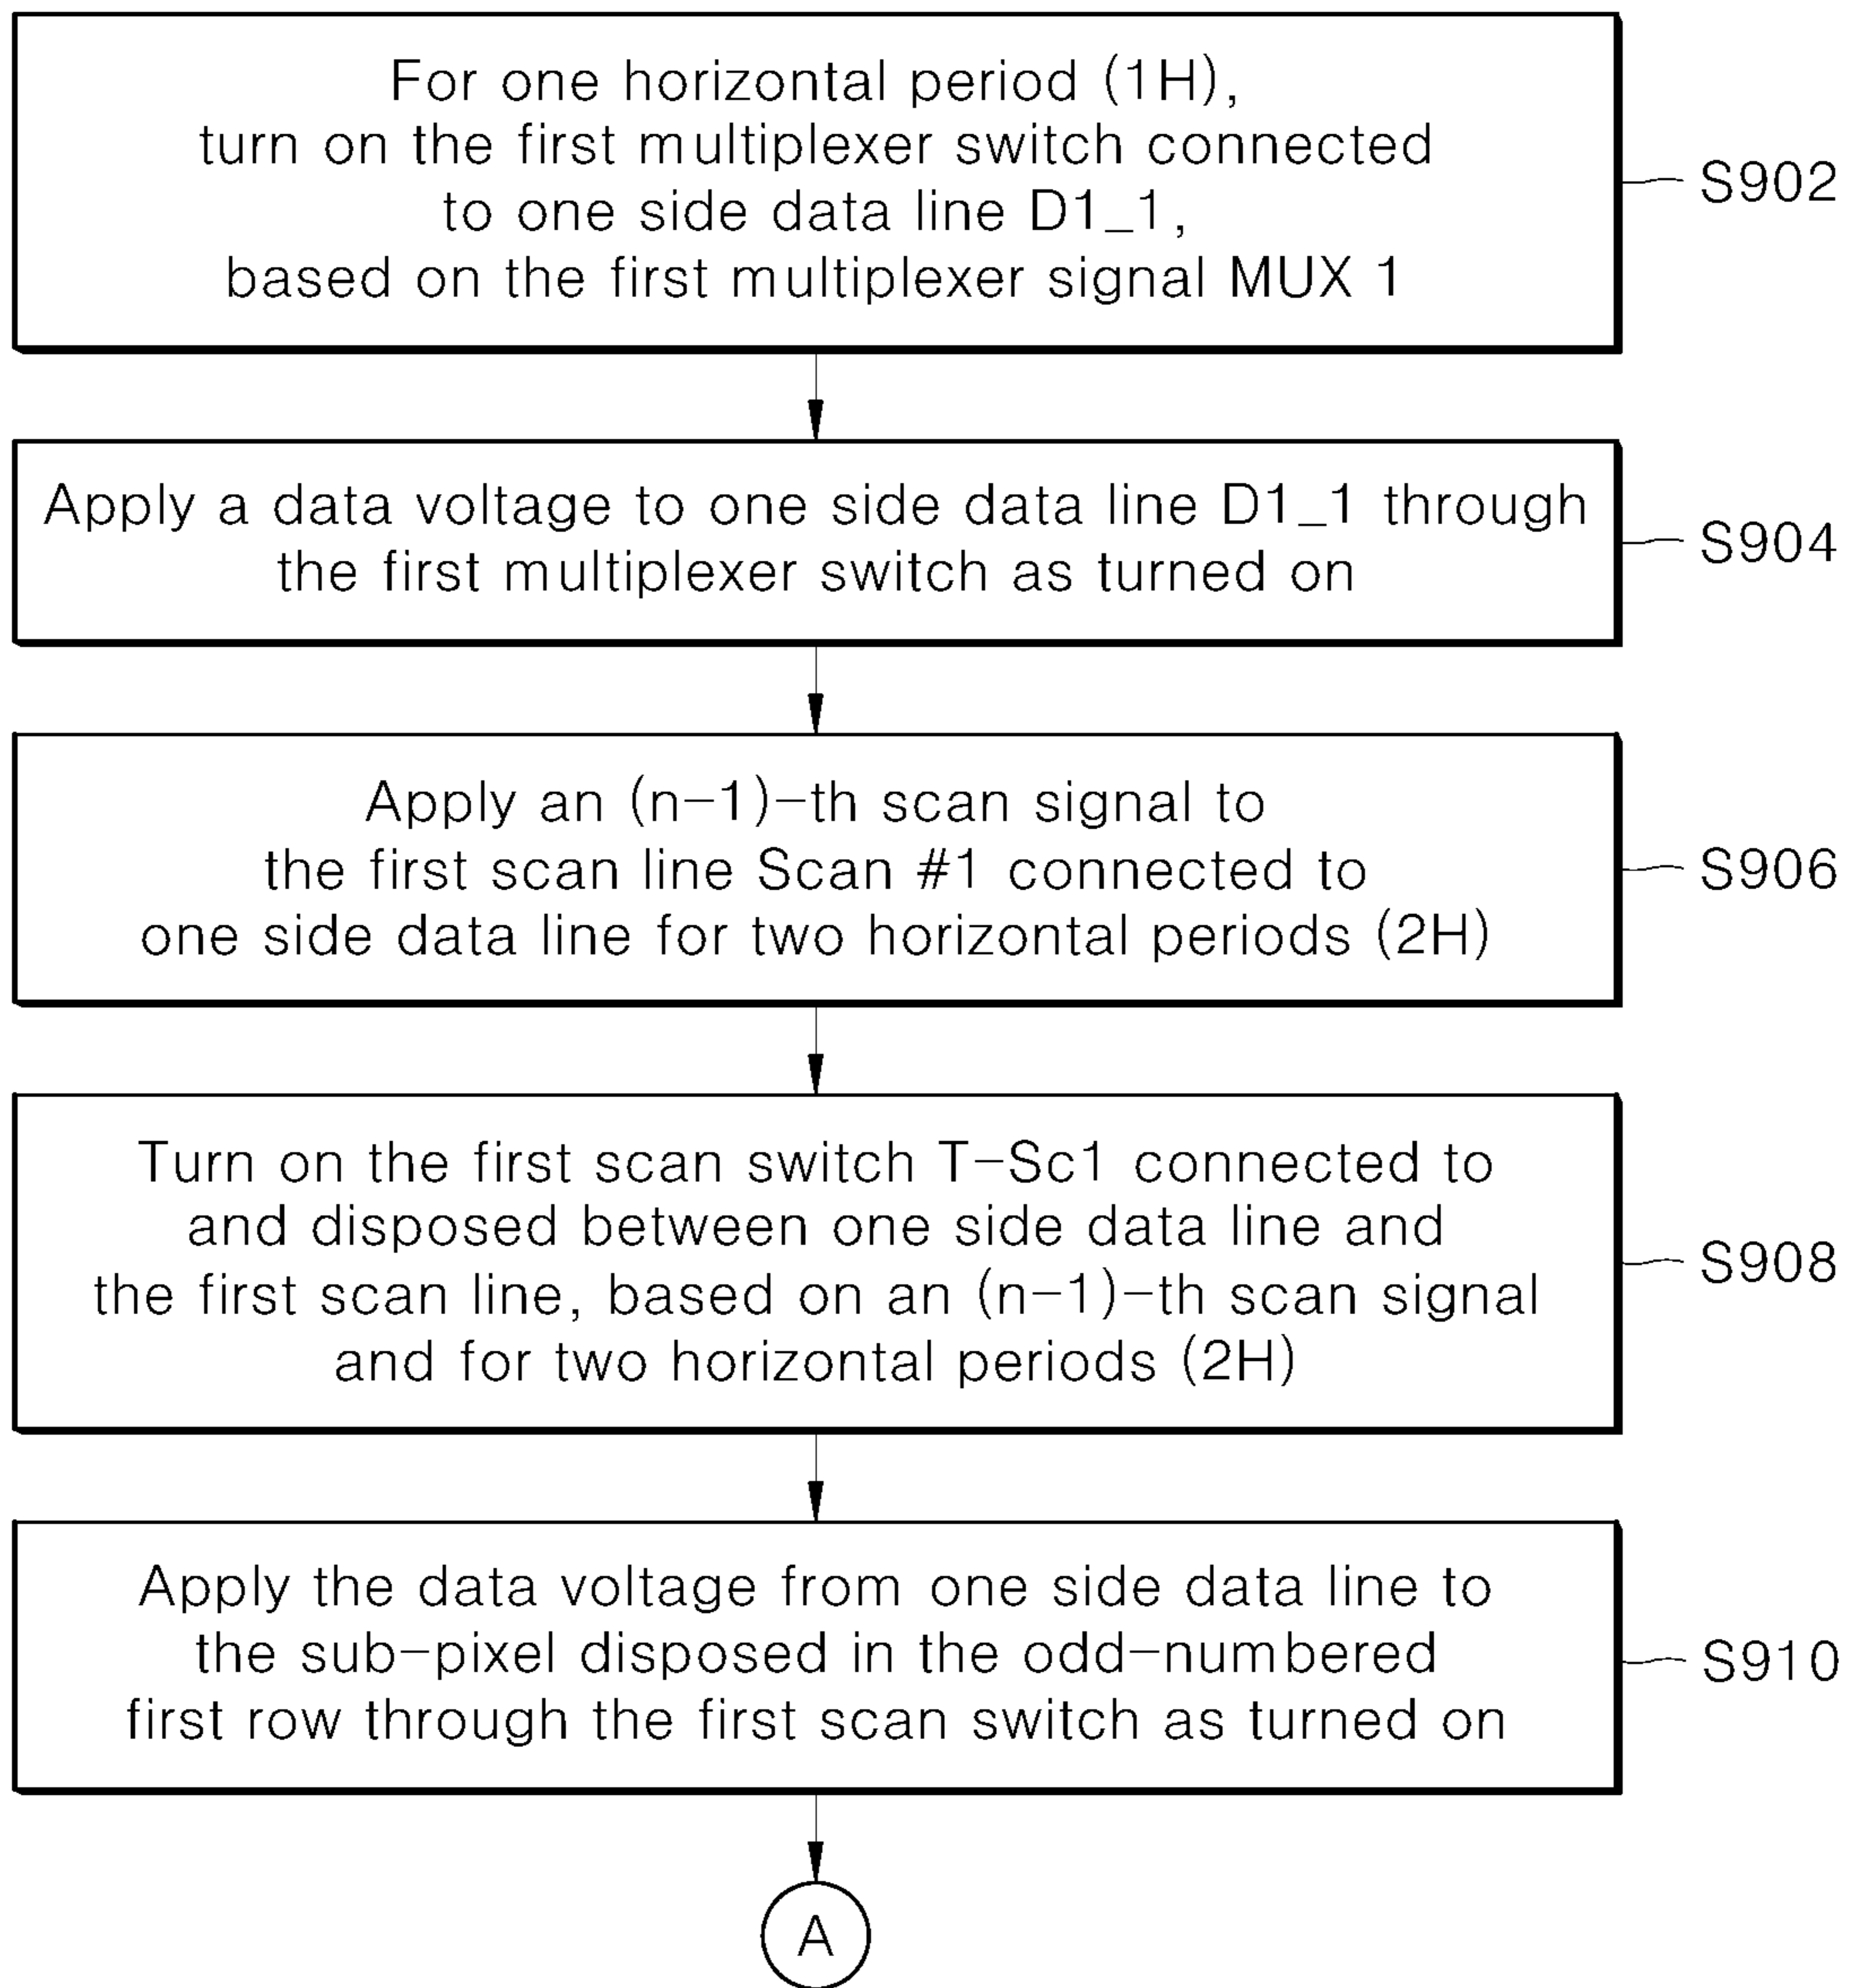 For one horizontal period (1H),
turn on the first multiplexer switch connected
to one side data line D1_1,
based on the first multiplexer signal MUX 1
S902
Apply a data voltage to one side data line D1_1 through
the first multiplexer switch as turned on
S904
Apply an (n-1)-th scan signal to
the first scan line Scan #1 connected to
one side data line for two horizontal periods (2H)
S906
Turn on the first scan switch T-Sc1 connected to
and disposed between one side data line and
the first scan line, based on an (n-1)-th scan signal
and for two horizontal periods (2H)
S908
Apply the data voltage from one side data line to
the sub-pixel disposed in the odd-numbered
first row through the first scan switch as turned on
S910
A